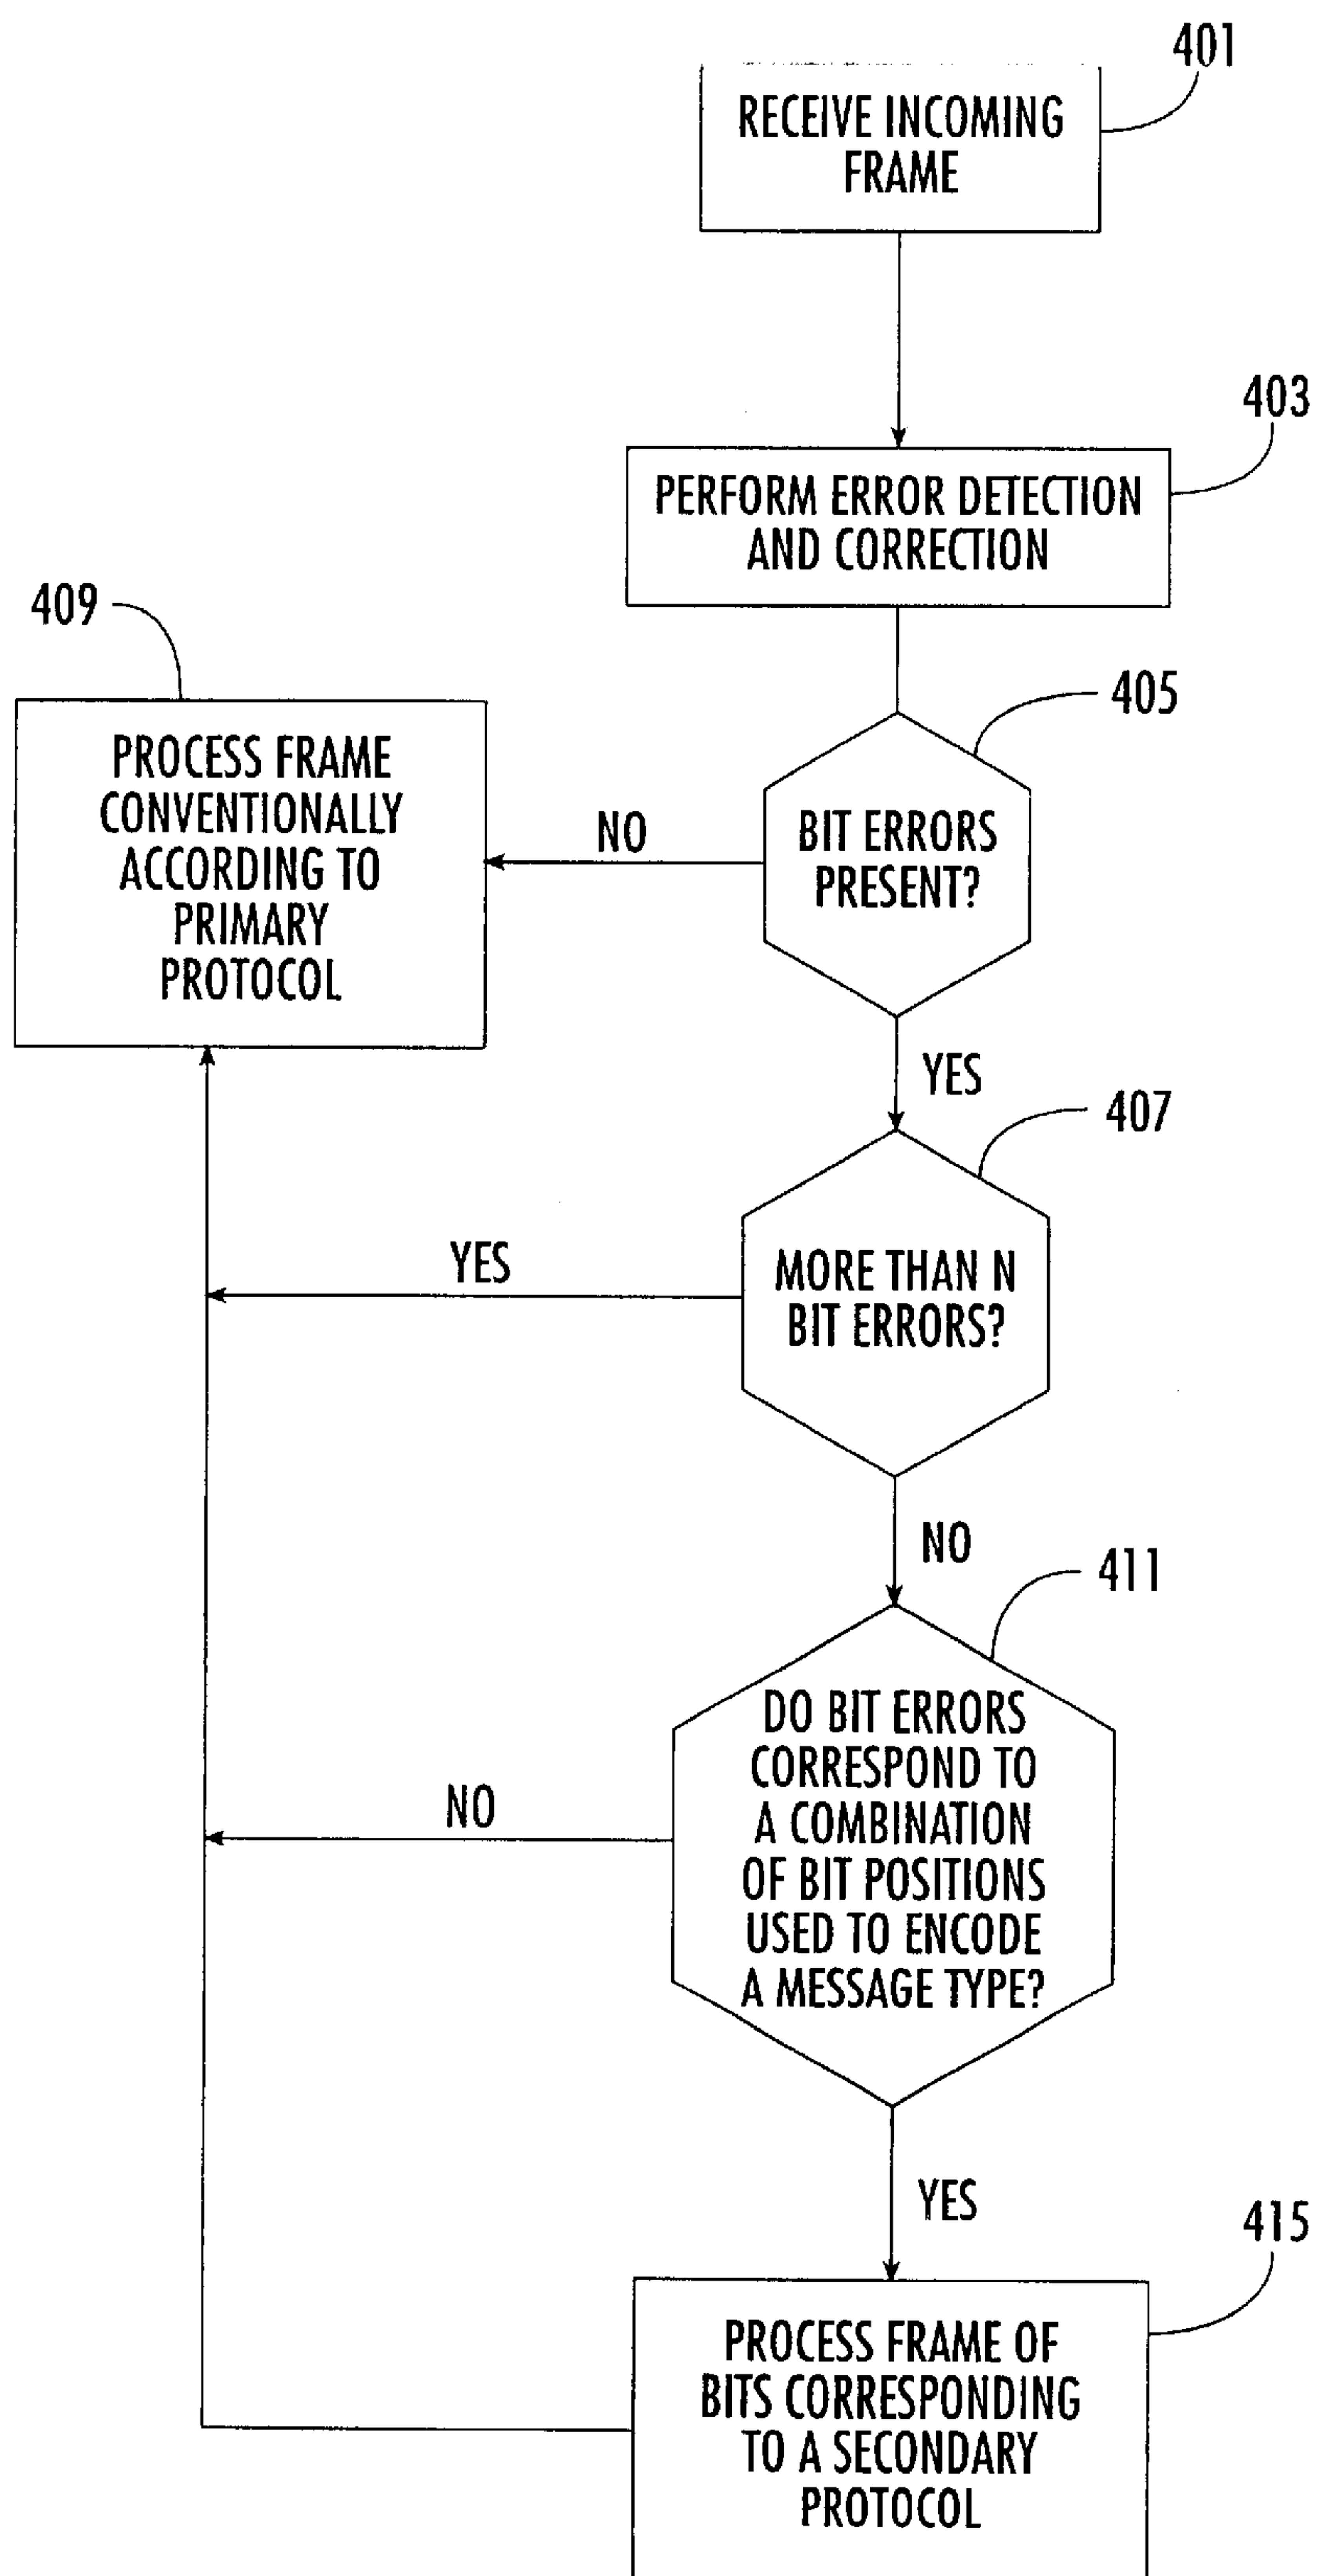 401
RECEIVE INCOMING
FRAME
403
PERFORM ERROR DETECTION
AND CORRECTION
409
405
PROCESS FRAME
CONVENTIONALLY
ACCORDING TO
PRIMARY
PROTOCOL
NO
BIT ERRORS
PRESENT?
YES
407
YES
MORE THAN N
BIT ERRORS?
NO
411
DO BIT ERRORS
CORRESPOND TO
A COMBINATION
OF BIT POSITIONS
USED TO ENCODE
A MESSAGE TYPE?
NO
YES
415
PROCESS FRAME OF
BITS CORRESPONDING
TO A SECONDARY
PROTOCOL